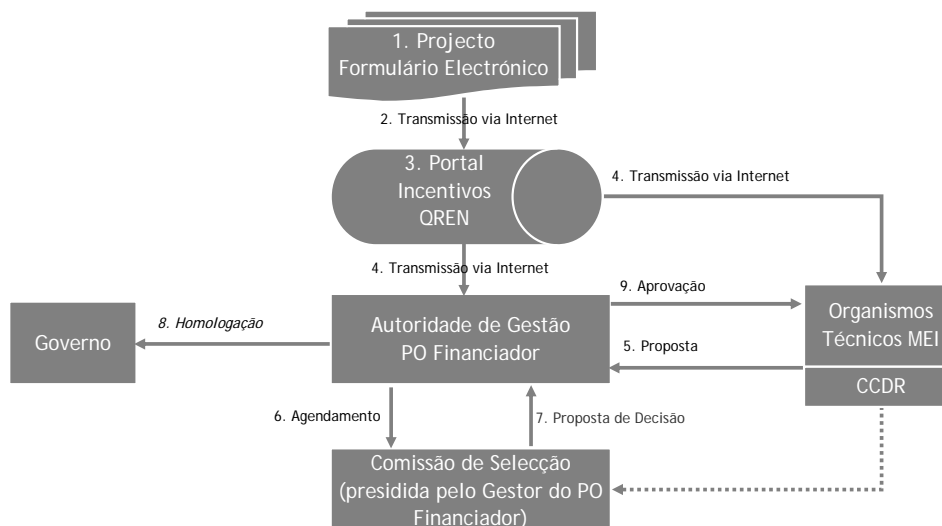 1. Projecto
Formulário Electrónico
2. Transmissão via Internet
3. Portal
Incentivos
QREN
4. Transmissão via Internet
4. Transmissão via Internet
9. Aprovação
8. Homologação
Governo
Autoridade de Gestão
PO Financiador
Organismos
Técnicos MEI
5. Proposta
CCDR
6. Agendamento
7. Proposta de Decisão
Comissão de Selecção
(presidida pelo Gestor do PO
Financiador)